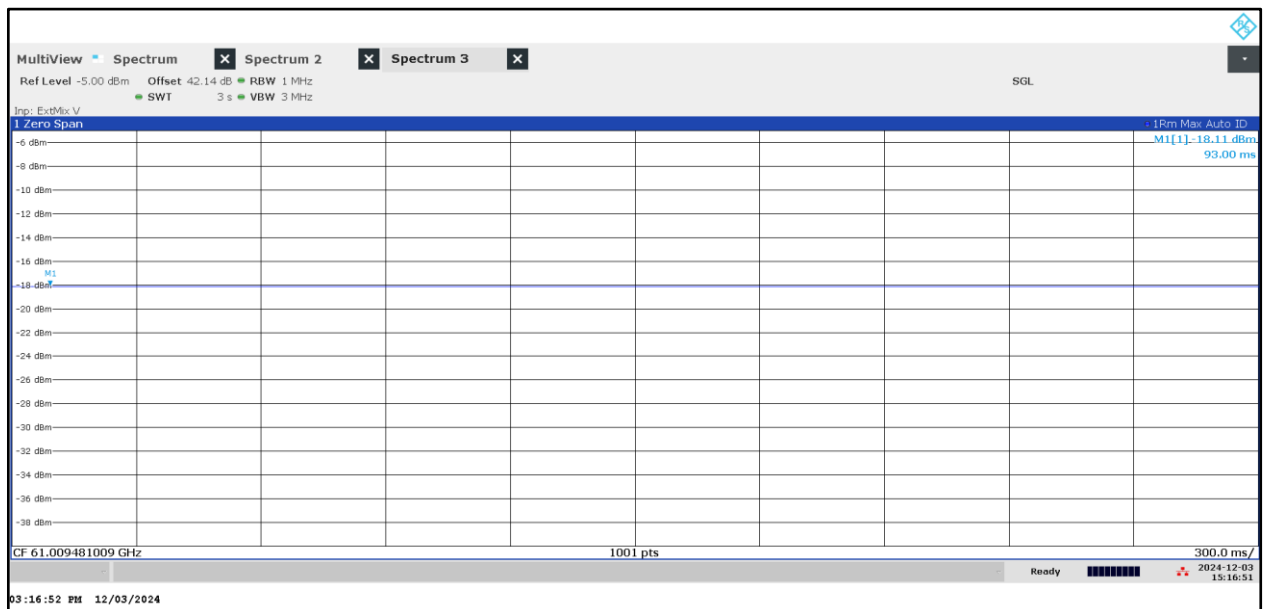 R S
MultiView Spectrum X Spectrum 2 X Spectrum 3 X
Ref Level -5.00 dBm Offset 42.14 dB RBW 1 MHz SGL
SWT 3 s VBW 3 MHz
Inp: ExtMix V
1 Zero Span 1Rm Max Auto ID
-6 dBm M1[1] -18.11 dBm
93.00 ms
-8 dBm
-10 dBm
-12 dBm
-14 dBm
-16 dBm
M1
-18 dBm
-20 dBm
-22 dBm
-24 dBm
-26 dBm
-28 dBm
-30 dBm
-32 dBm
-34 dBm
-36 dBm
-38 dBm
CF 61.009481009 GHz 1001 pts 300.0 ms/
Ready 2024-12-03
15:16:51
03:16:52 PM 12/03/2024